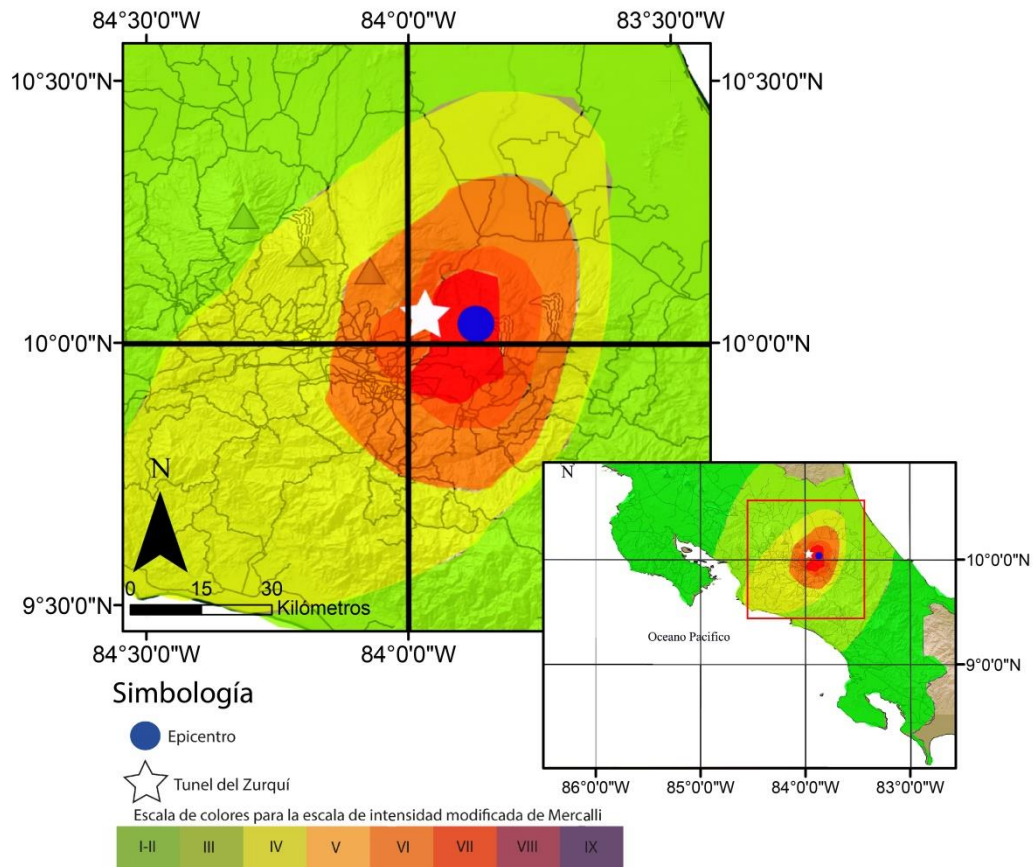 84°30'0"W 84°0'0"W 83°30'0"W
10°30'0"N 10°30'0"N
10°0'0"N 10°0'0"N
N
0 15 30
Kilómetros
9°30'0"N
84°30'0"W 84°0'0"W
N
10°0'0"N
Oceano Pacifico
9°0'0"N
86°0'0"W 85°0'0"W 84°0'0"W 83°0'0"W
Simbología
Epicentro
Tunel del Zurquí
Escala de colores para la escala de intensidad modificada de Mercalli
I-II III IV V VI VII VIII IX